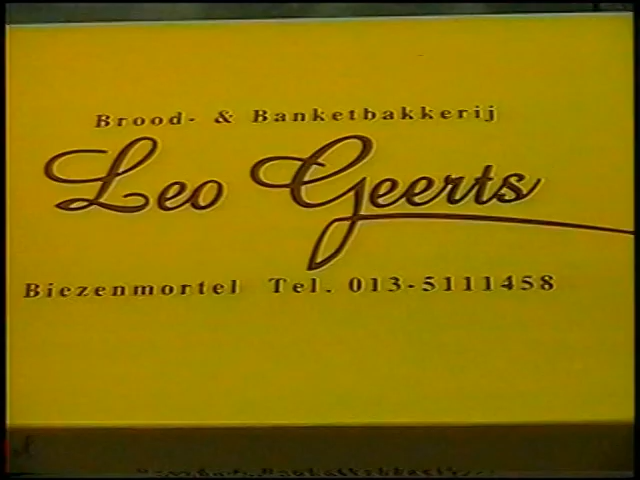 Brood- & Banketbakkerij
Leo Geerts
Biezenmortel Tel. 013-5111458